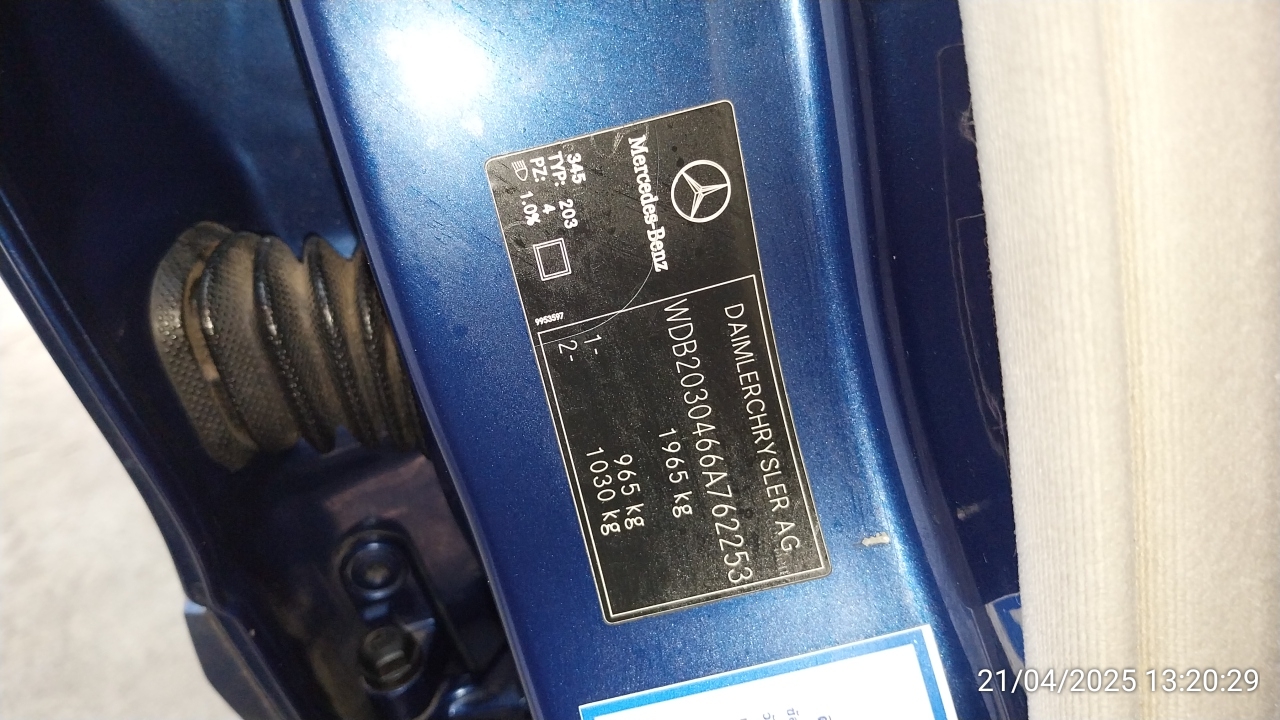 Mercedes-Benz
345
TYP: 203
PZ: 4
1.0%
9953597
DAIMLERCHRYSLER AG
WDB2030466A762253
1965 kg
1- 965 kg
2- 1030 kg
21/04/2025 13:20:29